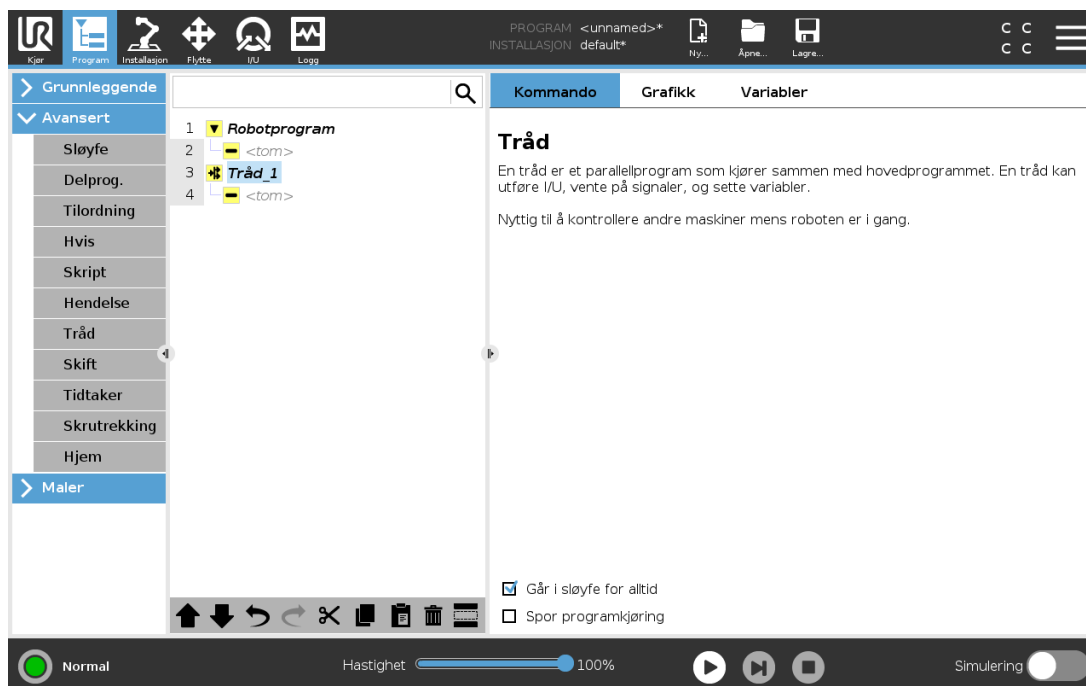 PROGRAM <unnamed>*
INSTALLASJON default*
UR
Kjør Program Installasjon Flytte I/U Logg
Ny... Åpne... Lagre...
C C
C C
Grunnleggende
Avansert
Sløyfe
Delprog.
Tilordning
Hvis
Skript
Hendelse
Tråd
Skift
Tidtaker
Skrutrekking
Hjem
Maler
1 Robotprogram
2 <tom>
3 Tråd_1
4 <tom>
Kommando Grafikk Variabler
Tråd
En tråd er et parallellprogram som kjører sammen med hovedprogrammet. En tråd kan
utføre I/U, vente på signaler, og sette variabler.
Nyttig til å kontrollere andre maskiner mens roboten er i gang.
Går i sløyfe for alltid
Spor programkjøring
Normal
Hastighet 100%
Simulering